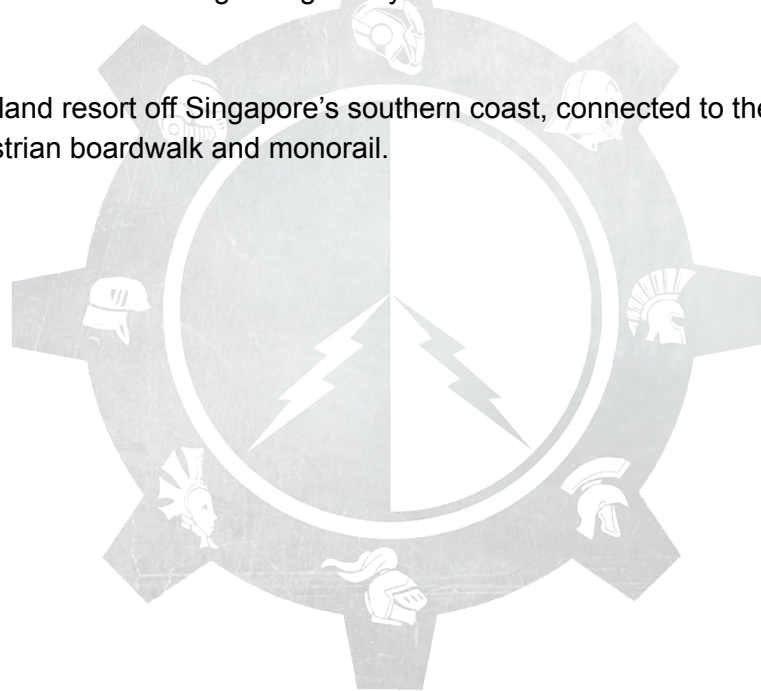 land resort off Singapore’s southern coast, connected to the
strian boardwalk and monorail.